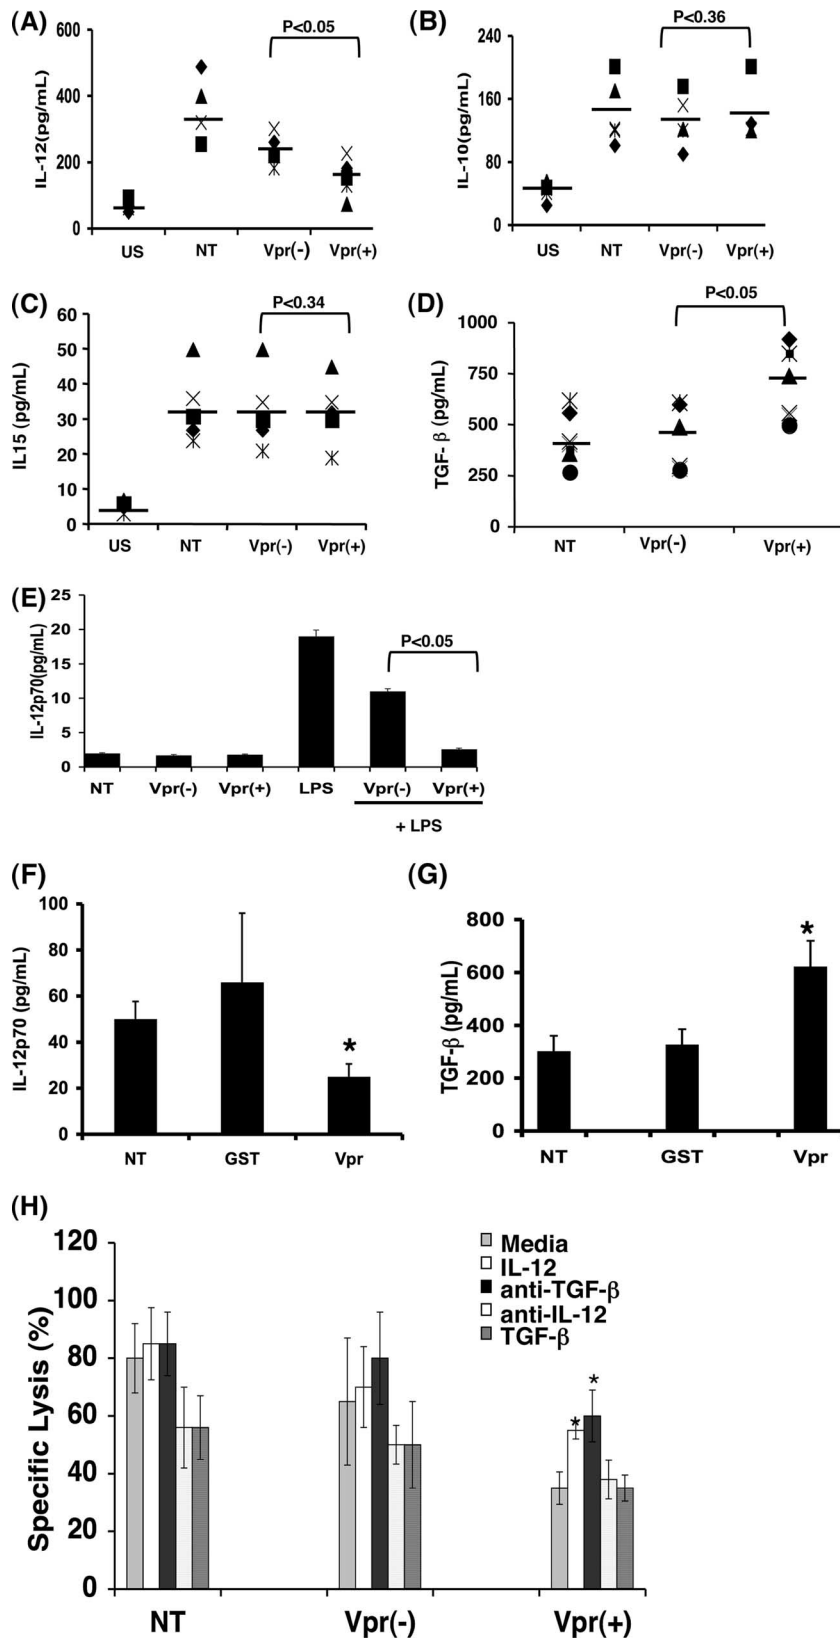 (A)
IL-12(pg/mL)
600
400
200
0
P<0.05
US NT Vpr(-) Vpr(+)
(B)
IL-10(pg/mL)
240
160
80
0
P<0.36
US NT Vpr(-) Vpr(+)
(C)
IL15 (pg/mL)
60
50
40
30
20
10
0
P<0.34
US NT Vpr(-) Vpr(+)
(D)
TGF- β (pg/mL)
1000
750
500
250
0
P<0.05
NT Vpr(-) Vpr(+)
(E)
IL-12p70(pg/mL)
25
20
15
10
5
0
P<0.05
NT Vpr(-) Vpr(+) LPS Vpr(-) Vpr(+)
+ LPS
(F)
IL-12p70 (pg/mL)
100
80
60
40
20
0
*
NT GST Vpr
(G)
TGF-β (pg/mL)
800
600
400
200
0
*
NT GST Vpr
(H)
Specific Lysis (%)
120
100
80
60
40
20
0
Media
IL-12
anti-TGF-β
anti-IL-12
TGF-β
* *
NT Vpr(-) Vpr(+)